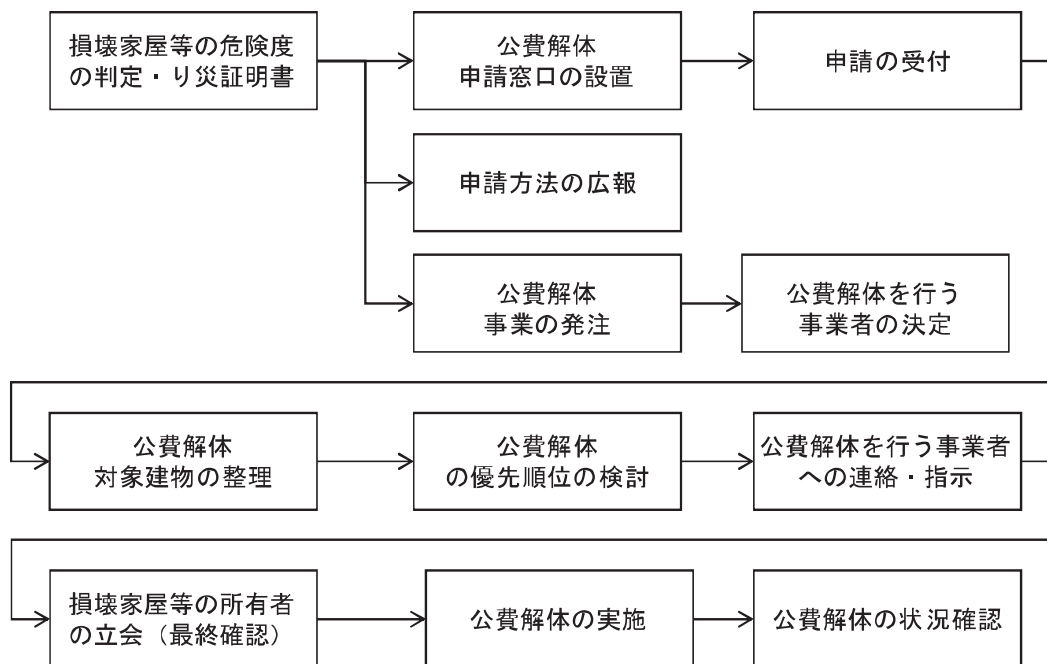 損壊家屋等の危険度
の判定・り災証明書
公費解体
申請窓口の設置
申請の受付
申請方法の広報
公費解体
事業の発注
公費解体を行う
事業者の決定
公費解体
対象建物の整理
公費解体
の優先順位の検討
公費解体を行う事業者
への連絡・指示
損壊家屋等の所有者
の立会（最終確認）
公費解体の実施
公費解体の状況確認